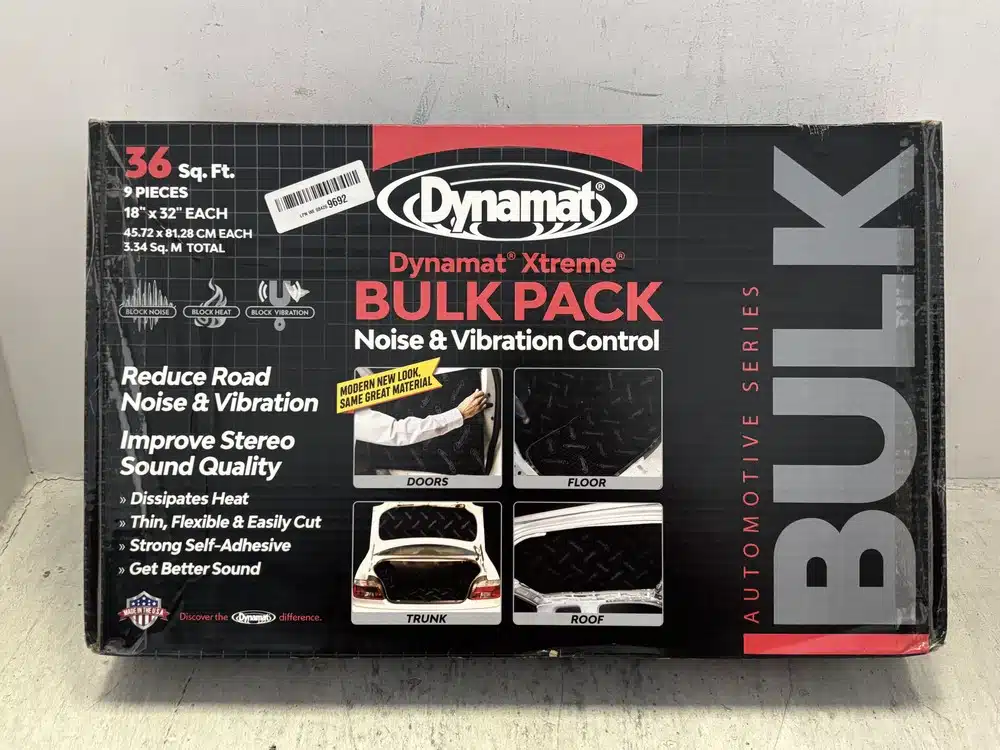 36 Sq. Ft.
9 PIECES
18" x 32" EACH
45.72 x 81.28 CM EACH
3.34 Sq. M TOTAL
9692
BLOCK NOISE
BLOCK HEAT
BLOCK VIBRATION
Reduce Road
Noise & Vibration
Improve Stereo
Sound Quality
» Dissipates Heat
» Thin, Flexible & Easily Cut
» Strong Self-Adhesive
» Get Better Sound
MADE IN THE U.S.A.
Discover the Dynamat difference.
Dynamat®
Dynamat® Xtreme®
BULK PACK
Noise & Vibration Control
MODERN NEW LOOK,
SAME GREAT MATERIAL
DOORS
FLOOR
TRUNK
ROOF
AUTOMOTIVE SERIES
BULK